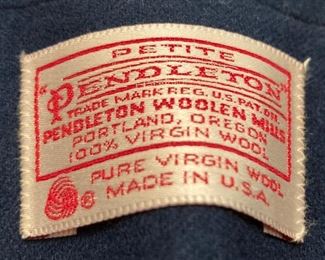 PETITE
"PENDLETON"
TRADE MARK REG. U.S. PAT. OFF.
PENDLETON WOOLEN MILLS
PORTLAND, OREGON
100% VIRGIN WOOL
PURE VIRGIN WOOL
® MADE IN U.S.A.